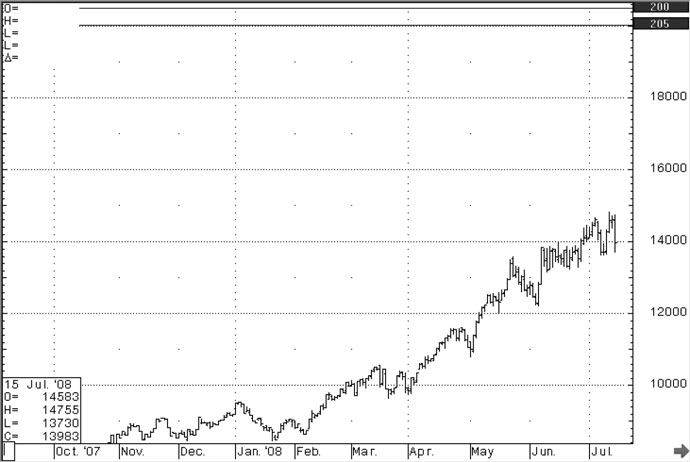 O=
H=
L=
L=
Δ=
200
205
18000
16000
14000
12000
10000
15 Jul. '08
O= 14583
H= 14755
L= 13730
C= 13983
Oct. '07 Nov. Dec. Jan. '08 Feb. Mar. Apr. May Jun. Jul.